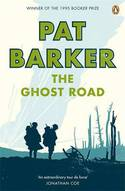 WINNER OF THE 1995 BOOKER PRIZE
PAT
BARKER
THE
GHOST ROAD
'An extraordinary tour de force'
JONATHAN COE